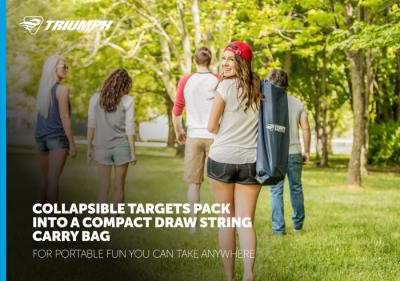 TRIUMPH
COLLAPSIBLE TARGETS PACK
INTO A COMPACT DRAW STRING
CARRY BAG
FOR PORTABLE FUN YOU CAN TAKE ANYWHERE